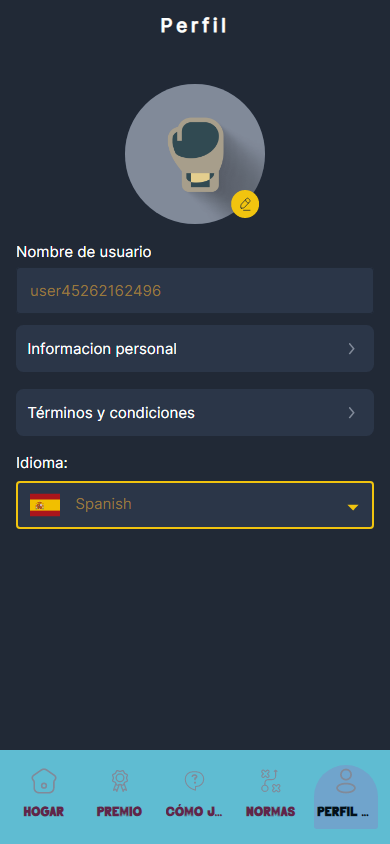 Perfil
Nombre de usuario
user45262162496
Informacion personal
Términos y condiciones
Idioma:
Spanish
HOGAR
PREMIO
CÓMO J...
NORMAS
PERFIL ...